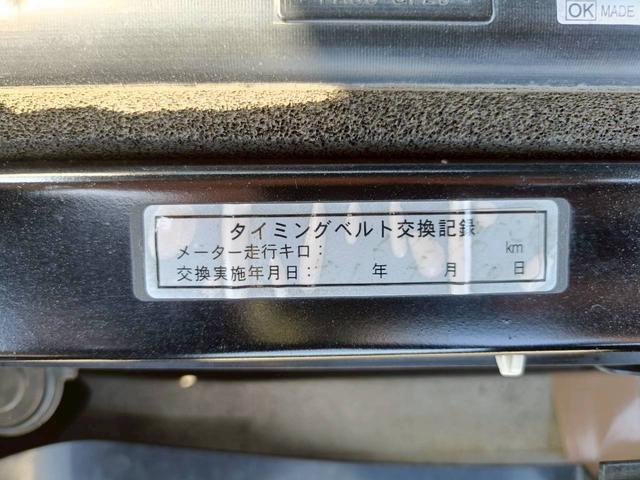 OK MADE
タイミングベルト交換記録
メーター走行キロ： km
交換実施年月日： 年 月 日